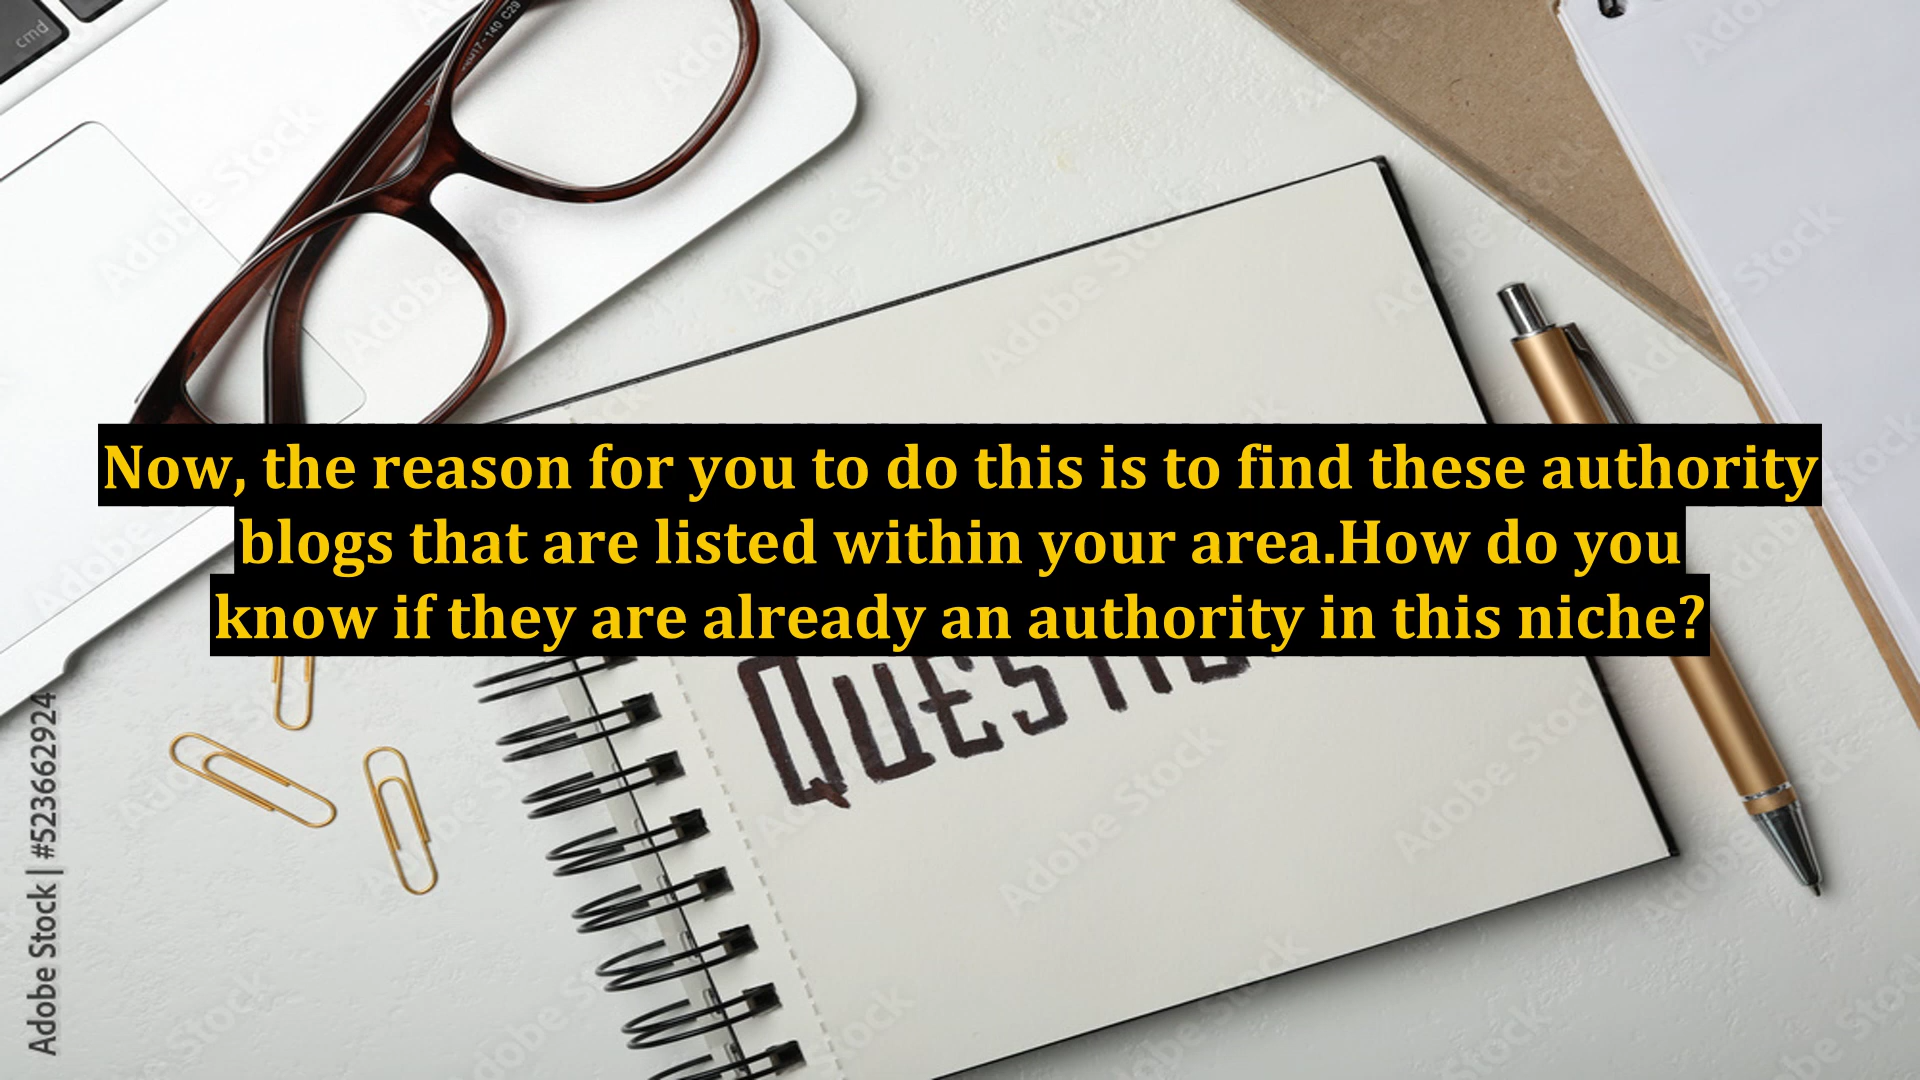 cmd
Now, the reason for you to do this is to find these authority
blogs that are listed within your area.How do you
know if they are already an authority in this niche?
Adobe Stock | #523662924